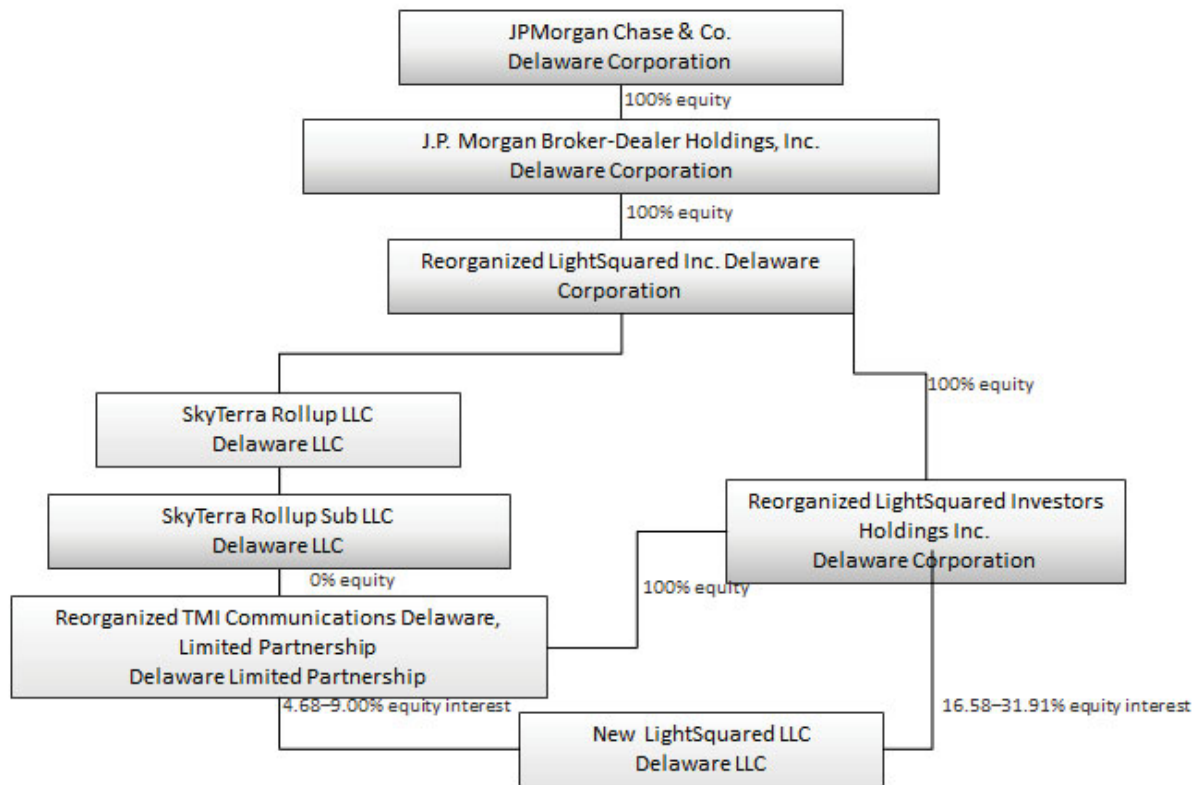 JPMorgan Chase & Co.
Delaware Corporation
100% equity
J.P. Morgan Broker-Dealer Holdings, Inc.
Delaware Corporation
100% equity
Reorganized LightSquared Inc. Delaware
Corporation
100% equity
SkyTerra Rollup LLC
Delaware LLC
SkyTerra Rollup Sub LLC
Delaware LLC
Reorganized LightSquared Investors
Holdings Inc.
Delaware Corporation
0% equity
100% equity
Reorganized TMI Communications Delaware,
Limited Partnership
Delaware Limited Partnership
4.68–9.00% equity interest
16.58–31.91% equity interest
New LightSquared LLC
Delaware LLC